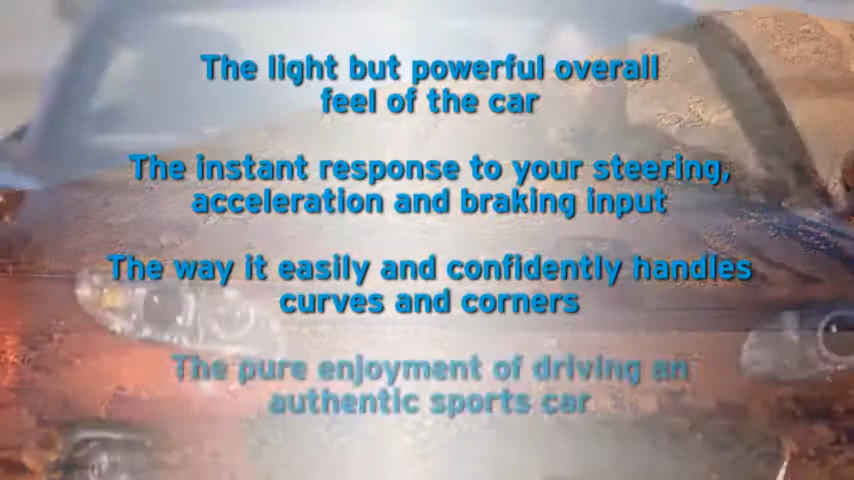 The light but powerful overall
feel of the car
The instant response to your steering,
acceleration and braking input
The way it easily and confidently handles
curves and corners
The pure enjoyment of driving an
authentic sports car